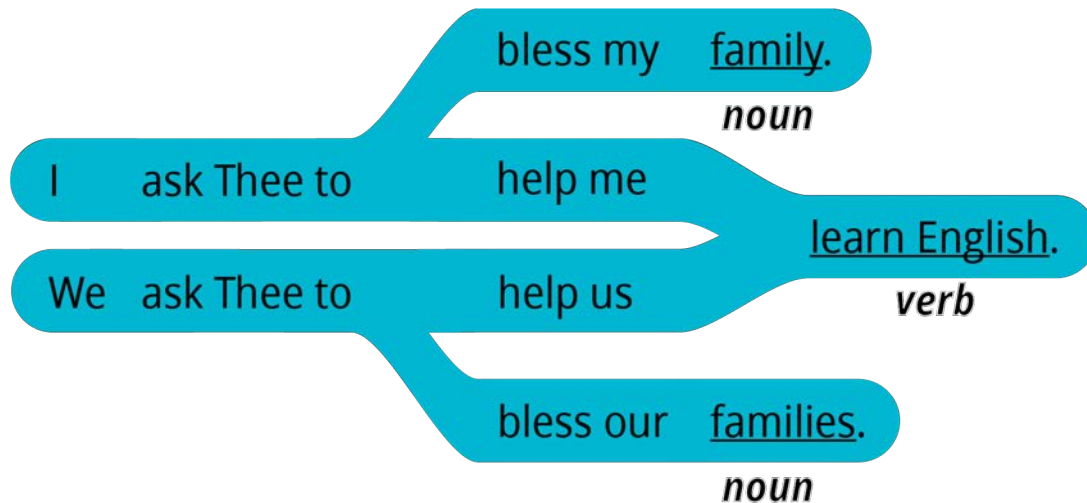 bless my family.
noun
I ask Thee to help me
learn English.
We ask Thee to help us
verb
bless our families.
noun